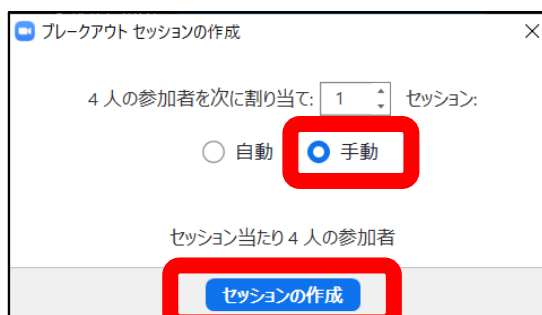 ブレークアウト セッションの作成
4 人の参加者を次に割り当て: 1 セッション:
自動 手動
セッション当たり 4 人の参加者
セッションの作成